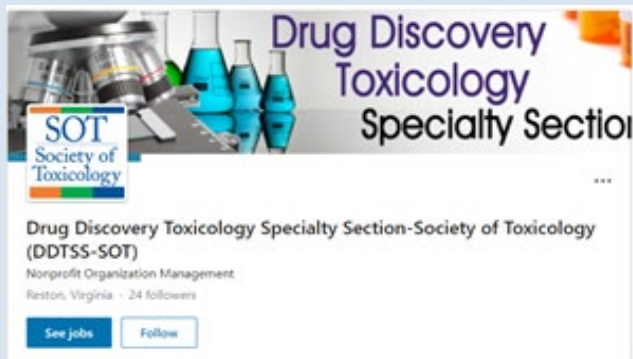 Drug Discovery
Toxicology
Specialty Section
SOT
Society of
Toxicology
...
Drug Discovery Toxicology Specialty Section-Society of Toxicology
(DDTSS-SOT)
Nonprofit Organization Management
Reston, Virginia · 24 followers
See jobs
Follow